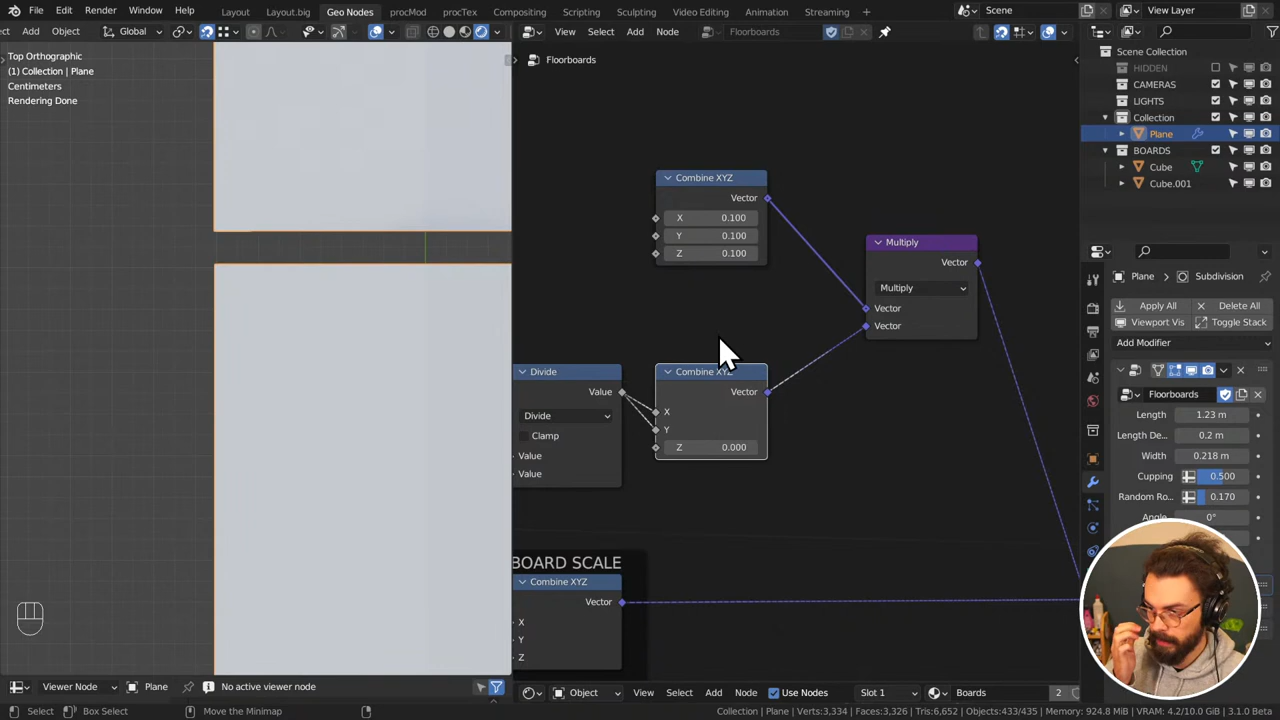 File Edit Render Window Help Layout Layout.big Geo Nodes procMod procTex Compositing Scripting Sculpting Video Editing Animation Streaming + Scene View Layer
Add Object Global View Select Add Node Floorboards
Top Orthographic
(1) Collection | Plane
Centimeters
Rendering Done
Floorboards
Combine XYZ
Vector
X 0.100
Y 0.100
Z 0.100
Multiply
Vector
Multiply
Vector
Vector
Divide
Value
Divide
Clamp
Value
Value
Combine XYZ
Vector
X
Y
Z 0.000
BOARD SCALE
Combine XYZ
Vector
X
Y
Z
Scene Collection
HIDDEN
CAMERAS
LIGHTS
Collection
Plane
BOARDS
Cube
Cube.001
Plane Subdivision
Apply All Delete All
Viewport Vis Toggle Stack
Add Modifier
Floorboards
Length 1.23 m
Length De... 0.2 m
Width 0.218 m
Cupping 0.500
Random Ro... 0.170
Angle 0°
Viewer Node Plane No active viewer node
Object View Select Add Node Use Nodes Slot 1 Boards 2
Select Box Select Move the Minimap
Collection | Plane | Verts:3,334 | Faces:3,326 | Tris:6,652 | Objects:433/435 | Memory: 924.8 MiB | VRAM: 4.2/10.0 GiB | 3.1.0 Beta